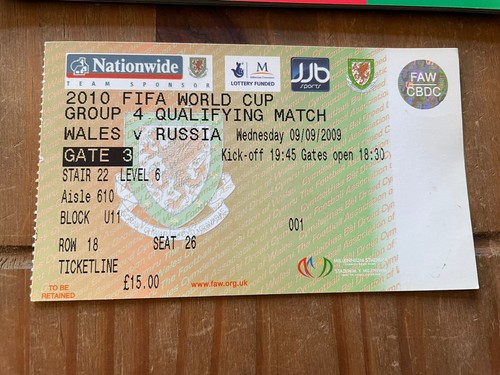 Nationwide
TEAM SPONSOR
LOTTERY FUNDED
JJB
sports
FAW
CBDC
2010 FIFA WORLD CUP
GROUP 4 QUALIFYING MATCH
WALES v RUSSIA Wednesday 09/09/2009
GATE 3 Kick-off 19:45 Gates open 18:30
STAIR 22 LEVEL 6
Aisle 610
BLOCK U11
001
ROW 18 SEAT 26
TICKETLINE
£15.00
TO BE
RETAINED
www.faw.org.uk
MILLENNIUM STADIUM